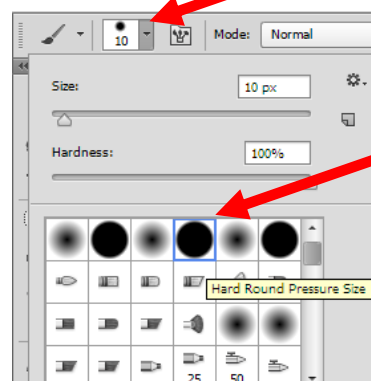 10 Mode: Normal
Size: 10 px
Hardness: 100%
Hard Round Pressure Size
25 50